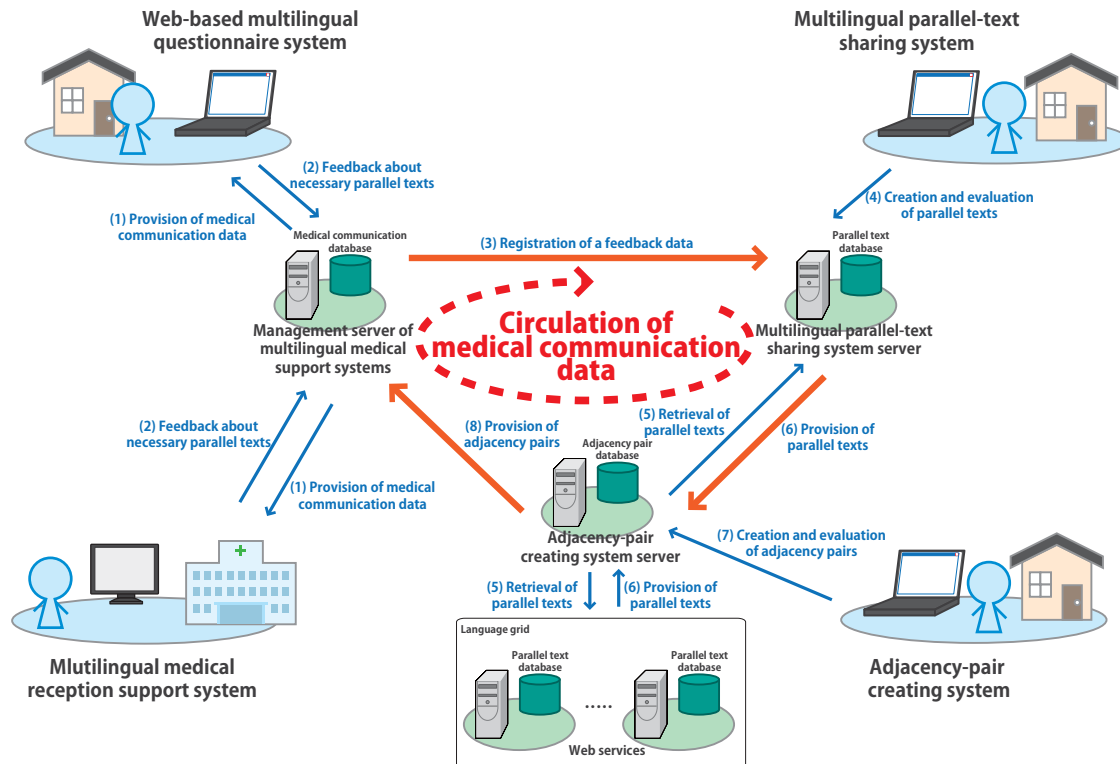 Web-based multilingual
questionnaire system
Multilingual parallel-text
sharing system
(2) Feedback about
necessary parallel texts
(1) Provision of medical
communication data
(4) Creation and evaluation
of parallel texts
Medical communication
database
(3) Registration of a feedback data
Parallel text
database
Management server of
multilingual medical
support systems
Circulation of
medical communication
data
Multilingual parallel-text
sharing system server
(2) Feedback about
necessary parallel texts
(8) Provision of
adjacency pairs
(5) Retrieval of
parallel texts
(6) Provision of
parallel texts
Adjacency pair
database
(1) Provision of medical
communication data
Adjacency-pair
creating system server
(7) Creation and evaluation
of adjacency pairs
(5) Retrieval of
parallel texts
(6) Provision of
parallel texts
Language grid
Parallel text
database
Parallel text
database
.....
Web services
Mlutilingual medical
reception support system
Adjacency-pair
creating system